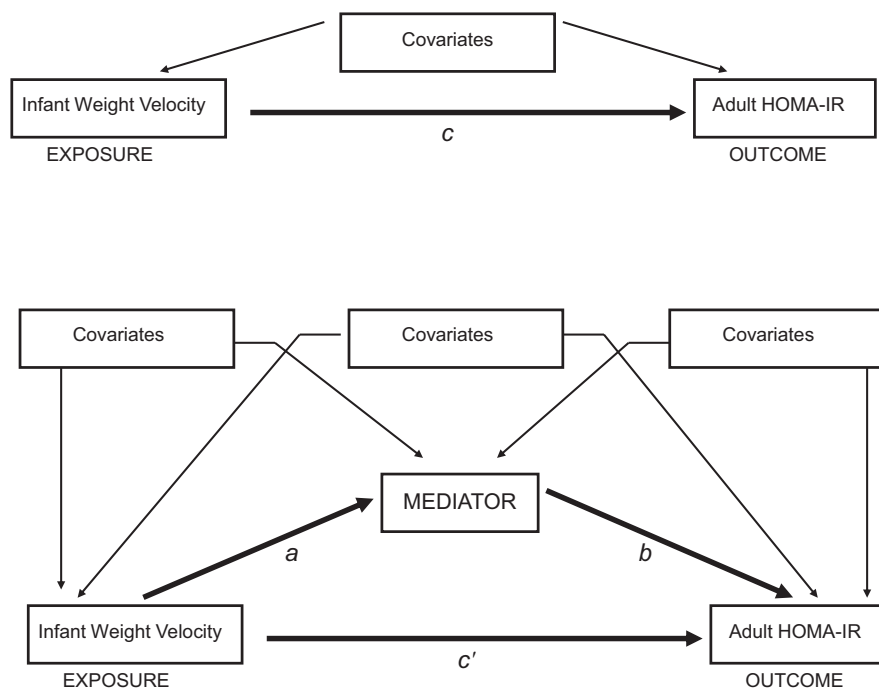 Covariates
Infant Weight Velocity
Adult HOMA-IR
EXPOSURE
c
OUTCOME
Covariates
Covariates
Covariates
MEDIATOR
a
b
Infant Weight Velocity
Adult HOMA-IR
c′
EXPOSURE
OUTCOME